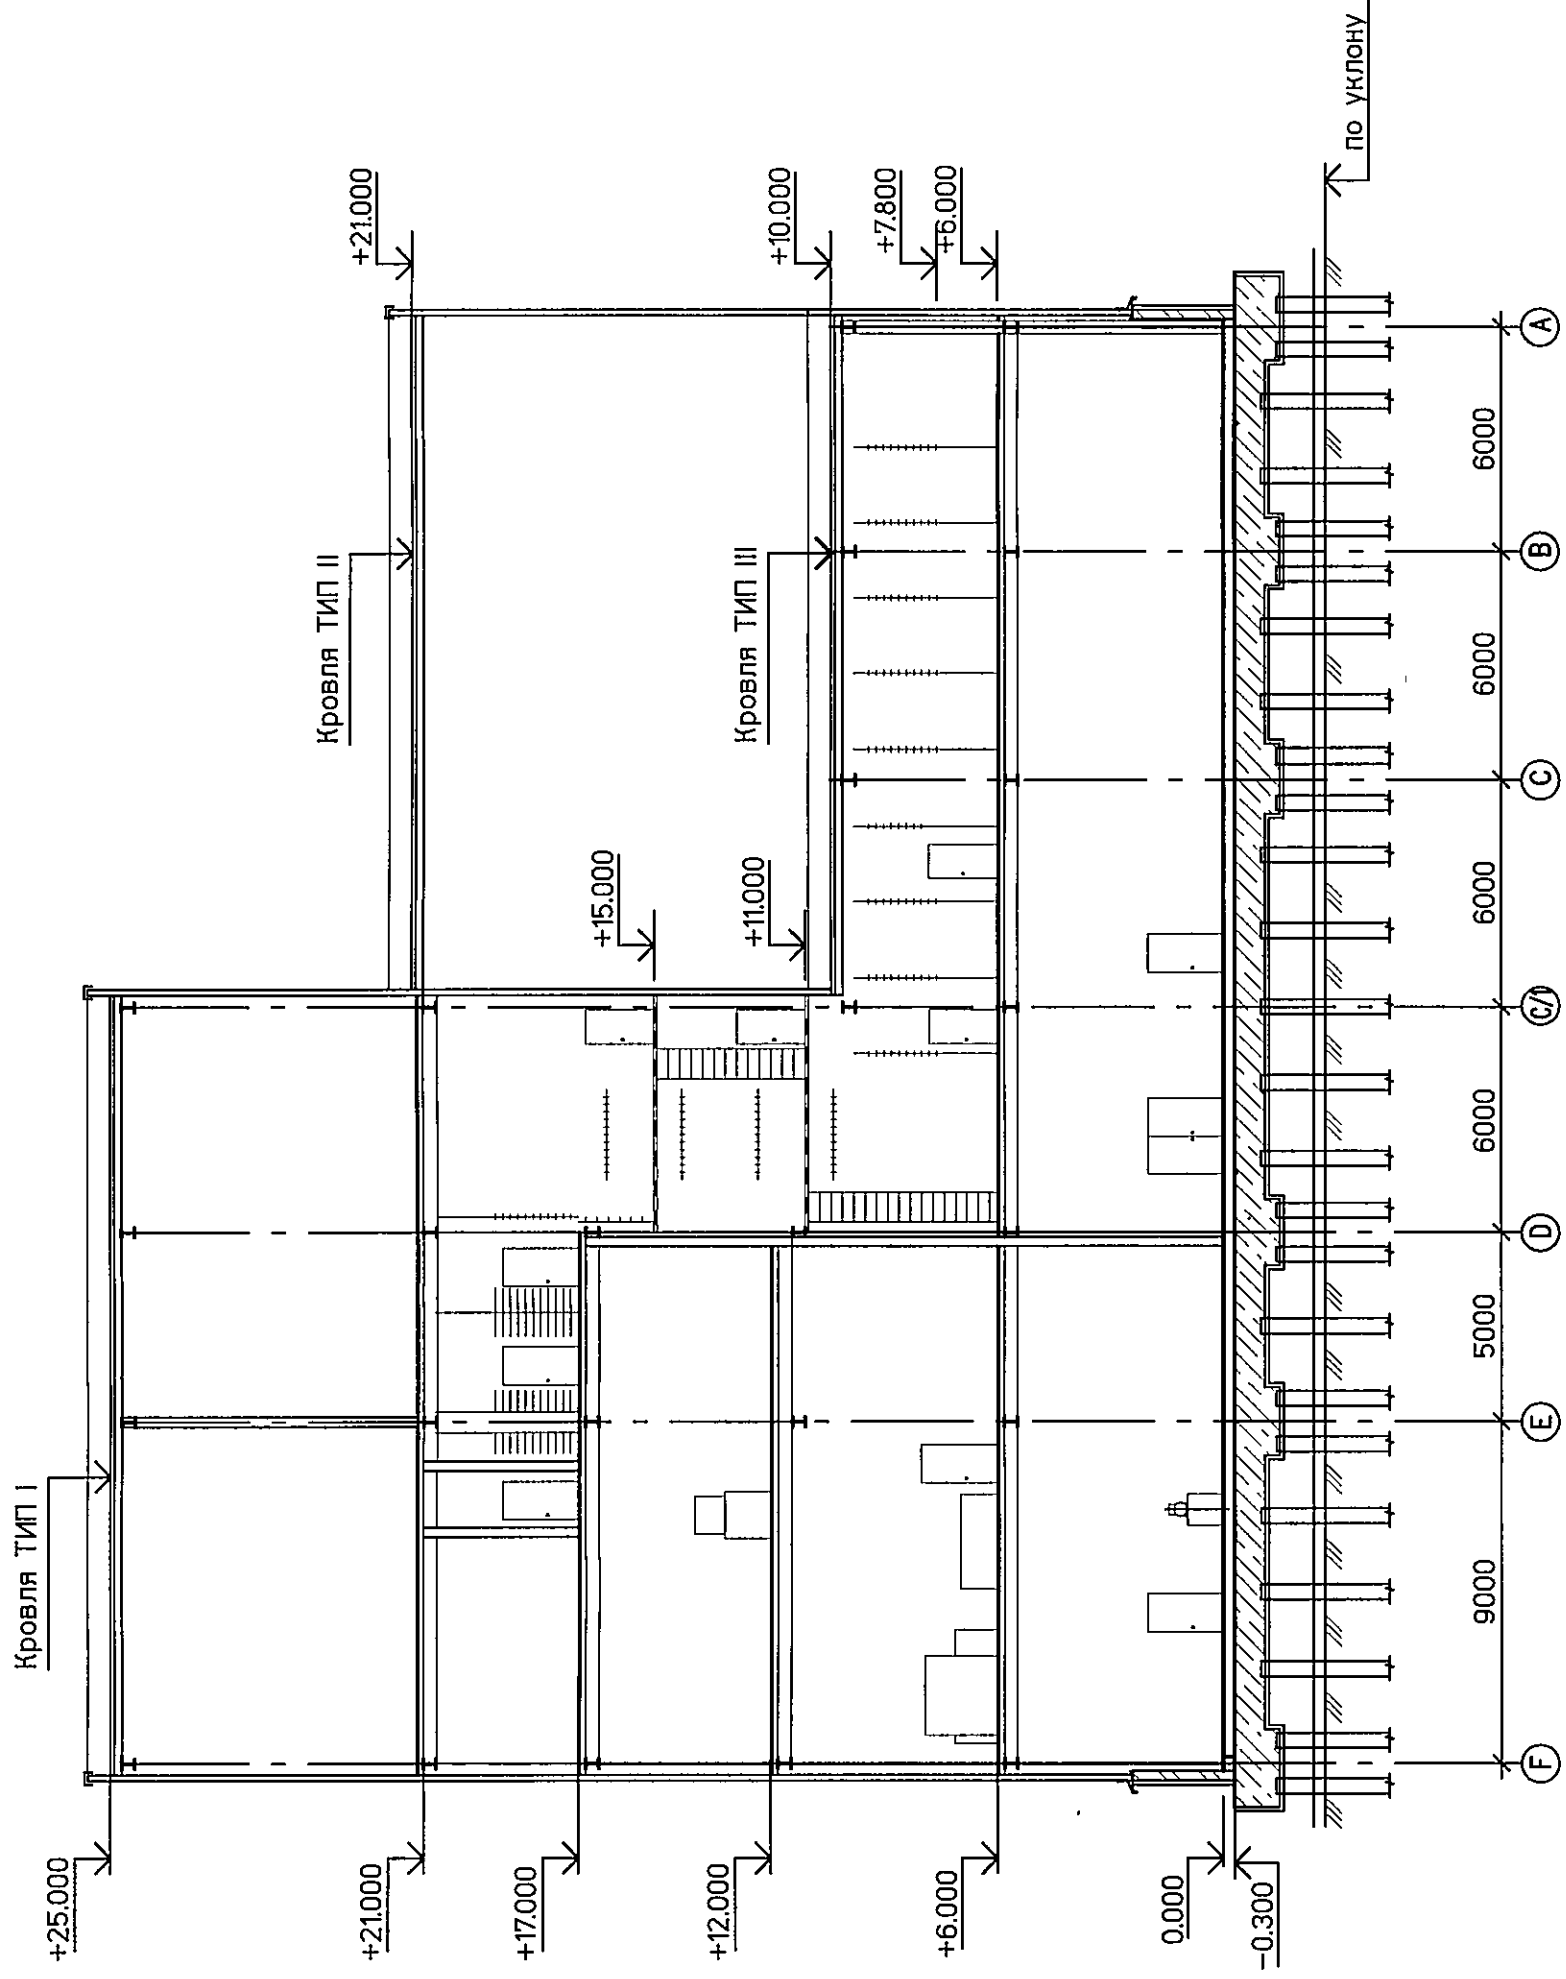 Кровля ТИП I
Кровля ТИП II
Кровля ТИП III
+25.000
+21.000
+17.000
+12.000
+6.000
0.000
-0.300
+15.000
+11.000
+21.000
+10.000
+7.800
+6.000
по уклону
9000
5000
6000
6000
6000
6000
F
E
D
C/1
C
B
A